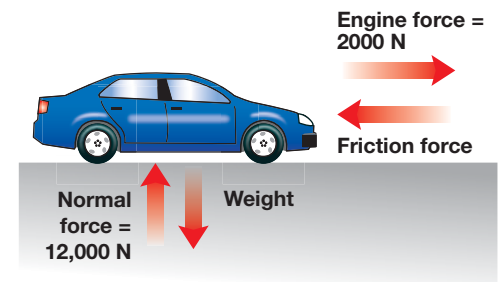 Engine force =
2000 N
Friction force
Normal
force =
12,000 N
Weight